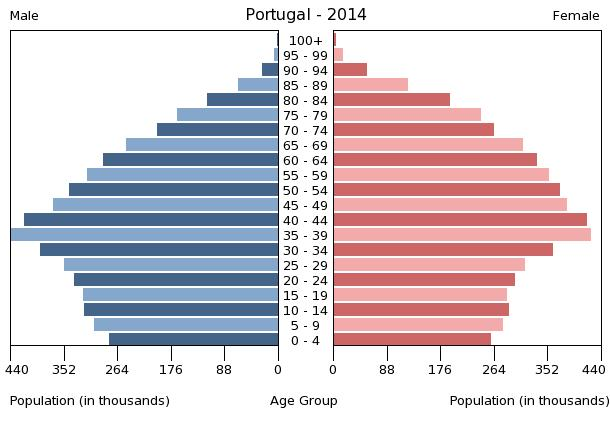 Male Portugal - 2014 Female
100+
95 - 99
90 - 94
85 - 89
80 - 84
75 - 79
70 - 74
65 - 69
60 - 64
55 - 59
50 - 54
45 - 49
40 - 44
35 - 39
30 - 34
25 - 29
20 - 24
15 - 19
10 - 14
5 - 9
0 - 4
440 352 264 176 88 0 0 88 176 264 352 440
Population (in thousands) Age Group Population (in thousands)